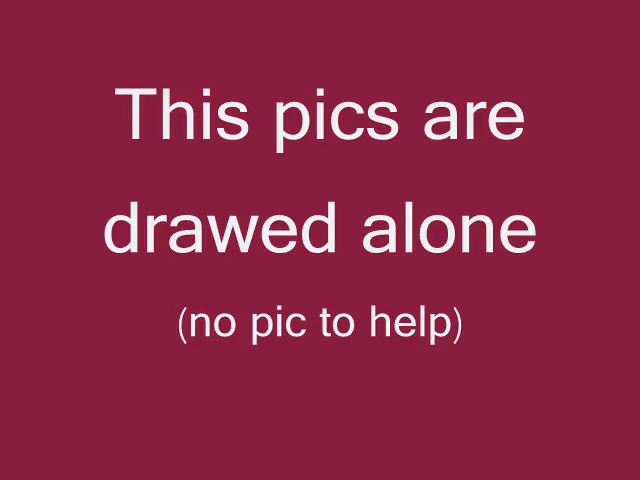 This pics are
drawed alone
(no pic to help)